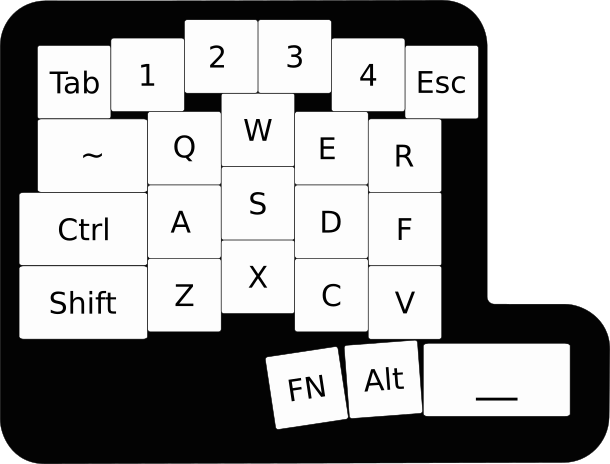 Tab 1 2 3 4 Esc
~ Q W E R
Ctrl A S D F
Shift Z X C V
FN Alt _